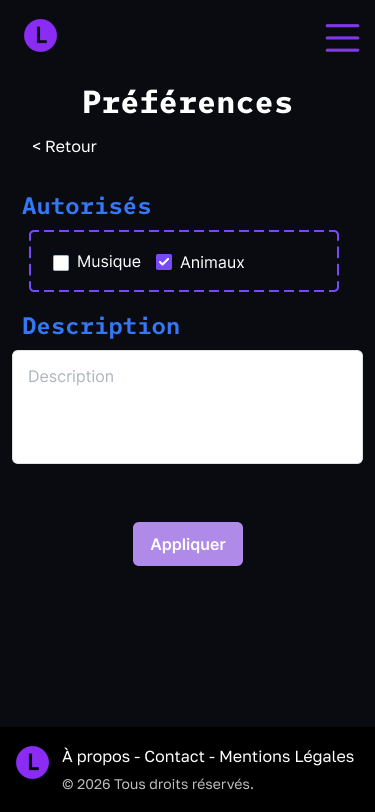 L
Préférences
< Retour
Autorisés
Musique Animaux
Description
Description
Appliquer
L
À propos - Contact - Mentions Légales
© 2026 Tous droits réservés.